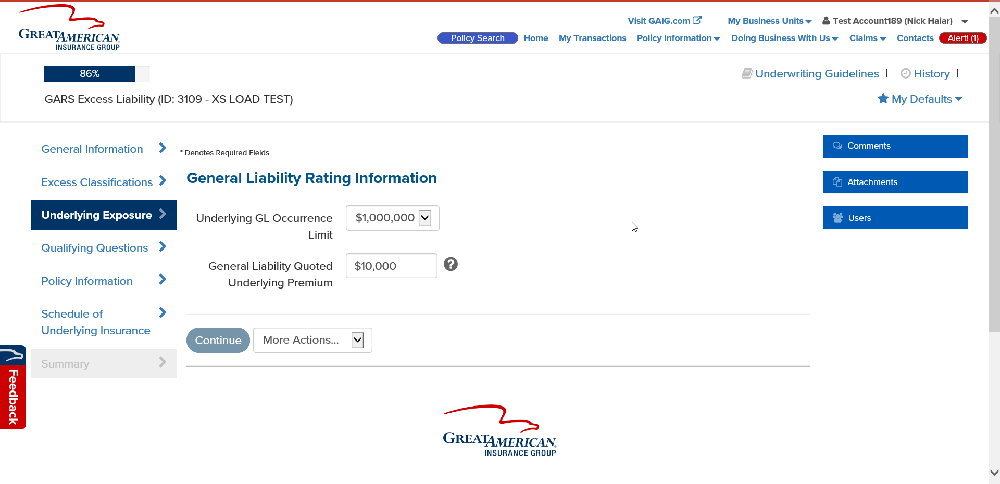 GREATAMERICAN
INSURANCE GROUP
Visit GAIG.com
My Business Units
Test Account189 (Nick Haiar)
Policy Search
Home
My Transactions
Policy Information
Doing Business With Us
Claims
Contacts
Alert! (1)
86%
Underwriting Guidelines |
History |
GARS Excess Liability (ID: 3109 - XS LOAD TEST)
My Defaults
General Information
Excess Classifications
Underlying Exposure
Qualifying Questions
Policy Information
Schedule of
Underlying Insurance
Summary
Feedback
* Denotes Required Fields
General Liability Rating Information
Underlying GL Occurrence
Limit
$1,000,000
General Liability Quoted
Underlying Premium
$10,000
?
Continue
More Actions...
Comments
Attachments
Users
GREATAMERICAN®
INSURANCE GROUP